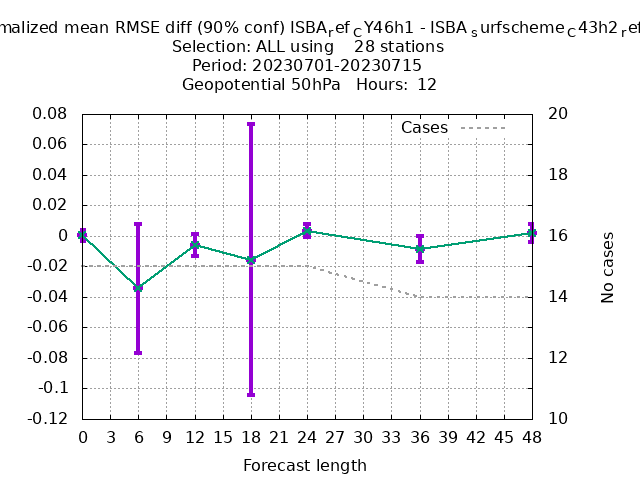 malized mean RMSE diff (90% conf) ISBA_ref_CY46h1 - ISBA_surfscheme_C43h2_ref
Selection: ALL using 28 stations
Period: 20230701-20230715
Geopotential 50hPa Hours: 12
Cases
0.08
0.06
0.04
0.02
0
-0.02
-0.04
-0.06
-0.08
-0.1
-0.12
20
18
16
14
12
10
No cases
0 3 6 9 12 15 18 21 24 27 30 33 36 39 42 45 48
Forecast length